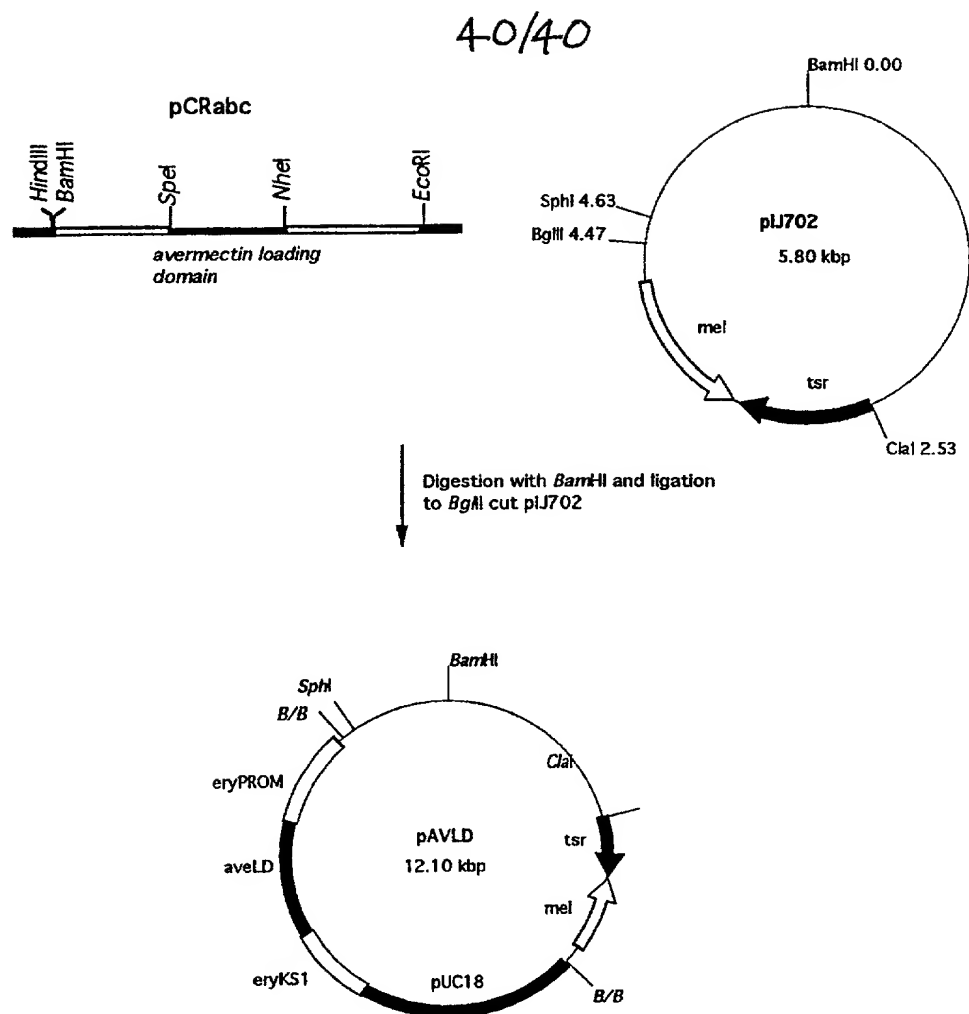 40/40
pCRabc
HindIII
BamHI
SpeI
NheI
EcoRI
avermectin loading
domain
BamHI 0.00
SphI 4.63
BglII 4.47
pIJ702
5.80 kbp
mel
tsr
ClaI 2.53
Digestion with BamHI and ligation
to BglII cut pIJ702
BamHI
SphI
B/B
ClaI
eryPROM
pAVLD
12.10 kbp
tsr
aveLD
mel
eryKS1
pUC18
B/B